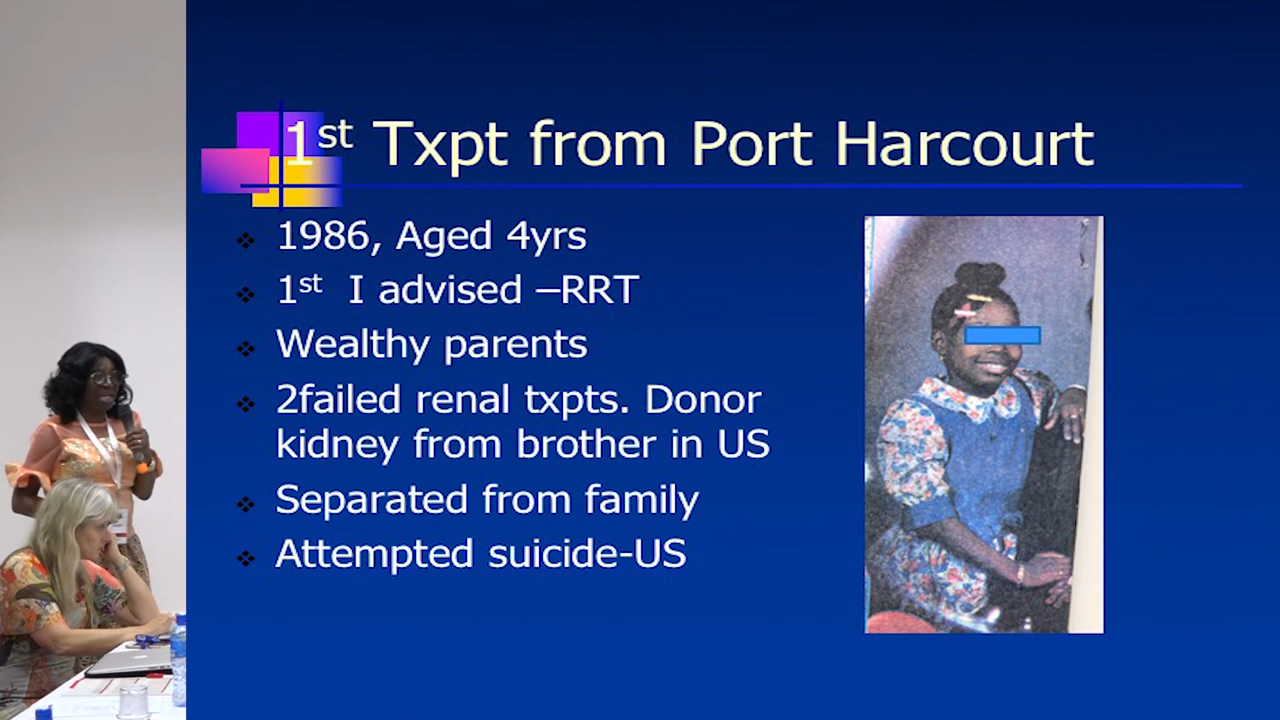 1st Txpt from Port Harcourt
1986, Aged 4yrs
1st I advised –RRT
Wealthy parents
2failed renal txpts. Donor
kidney from brother in US
Separated from family
Attempted suicide-US